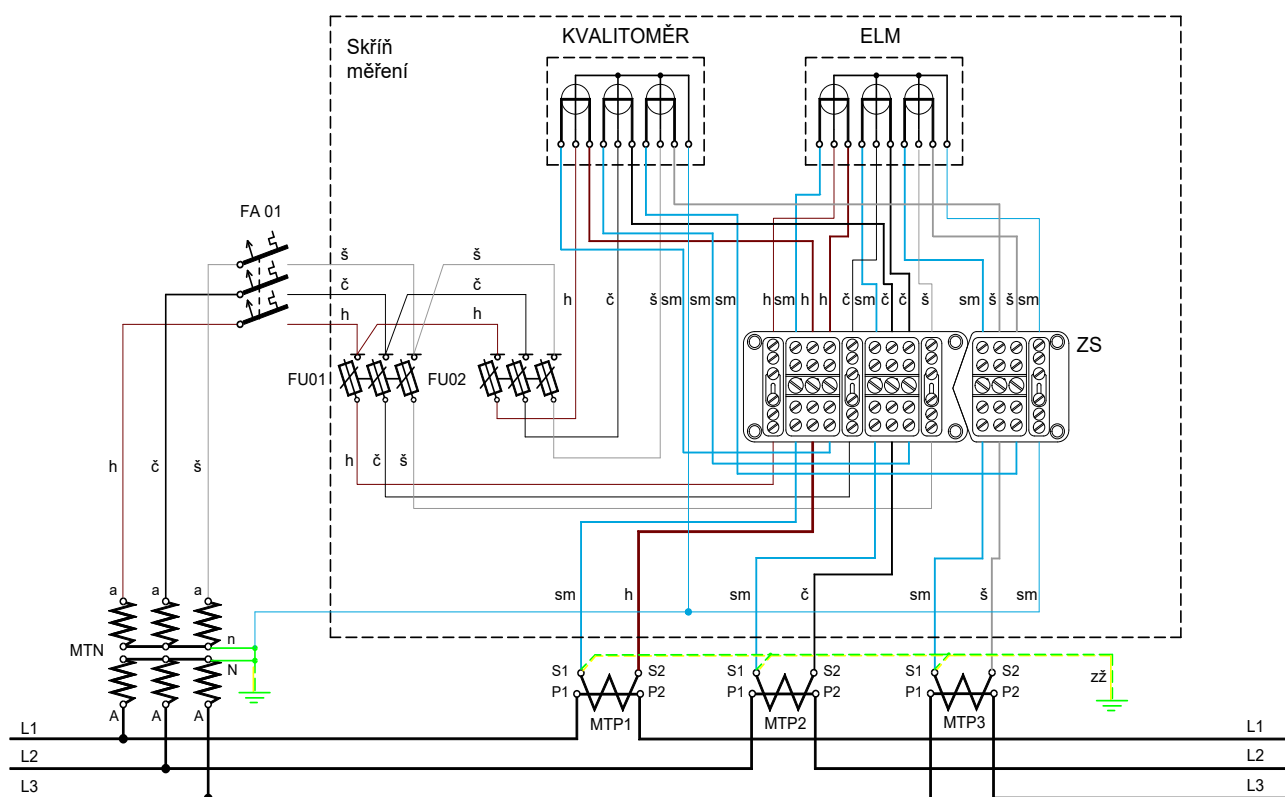 KVALITOMĚR ELM
Skříň
měření
FA 01
š š
č č
h h
h č š sm sm sm
h sm h h č sm č č š sm š š sm
ZS
FU01 FU02
h č š
h č š
sm h sm č sm š sm
a a a
n
MTN
N
S1 S2 S1 S2 S1 S2
zž
P1 P2 P1 P2 P1 P2
A A A
MTP1 MTP2 MTP3
L1 L1
L2 L2
L3 L3